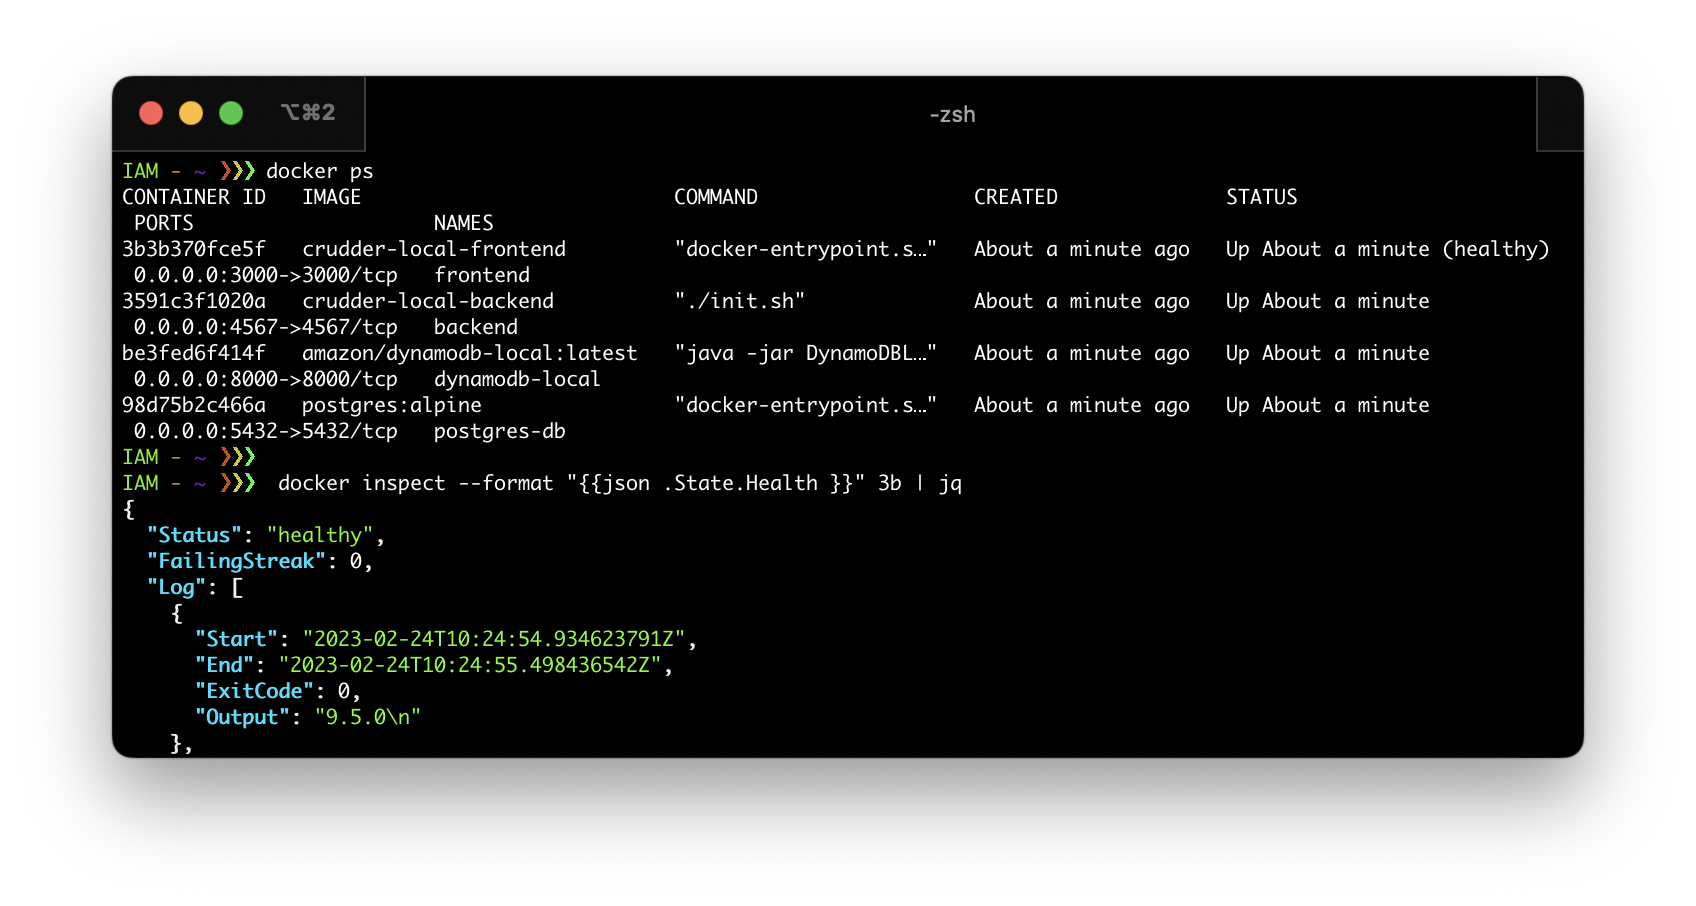 ⌥⌘2
-zsh
IAM - ~ ❯❯❯ docker ps
CONTAINER ID   IMAGE                          COMMAND                  CREATED              STATUS
 PORTS                    NAMES
3b3b370fce5f   crudder-local-frontend         "docker-entrypoint.s…"   About a minute ago   Up About a minute (healthy)
 0.0.0.0:3000->3000/tcp   frontend
3591c3f1020a   crudder-local-backend          "./init.sh"              About a minute ago   Up About a minute
 0.0.0.0:4567->4567/tcp   backend
be3fed6f414f   amazon/dynamodb-local:latest   "java -jar DynamoDBL…"   About a minute ago   Up About a minute
 0.0.0.0:8000->8000/tcp   dynamodb-local
98d75b2c466a   postgres:alpine                "docker-entrypoint.s…"   About a minute ago   Up About a minute
 0.0.0.0:5432->5432/tcp   postgres-db
IAM - ~ ❯❯❯
IAM - ~ ❯❯❯  docker inspect --format "{{json .State.Health }}" 3b | jq
{
  "Status": "healthy",
  "FailingStreak": 0,
  "Log": [
    {
      "Start": "2023-02-24T10:24:54.934623791Z",
      "End": "2023-02-24T10:24:55.498436542Z",
      "ExitCode": 0,
      "Output": "9.5.0\n"
    },